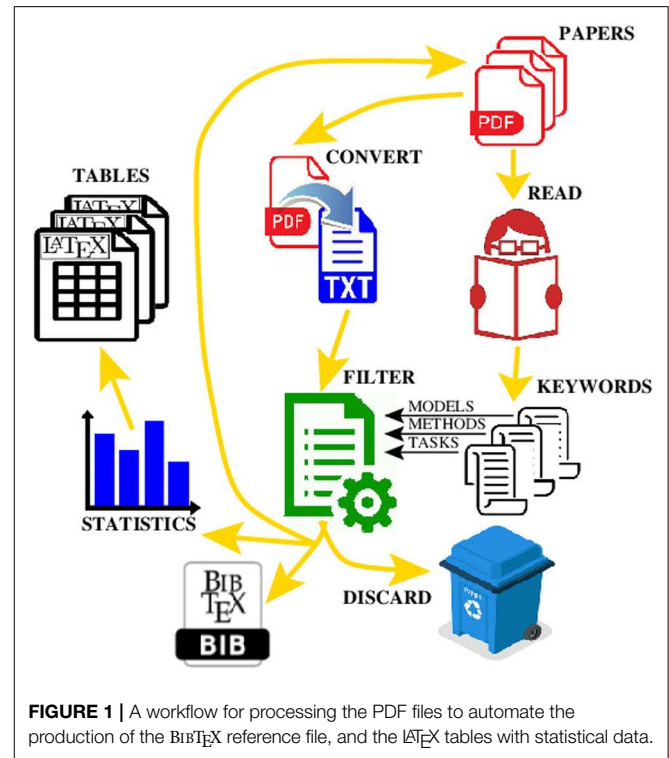 PAPERS
PDF
CONVERT
PDF
TXT
READ
TABLES
LATEX
LATEX
LATEX
FILTER
KEYWORDS
MODELS
METHODS
TASKS
STATISTICS
BIB
TEX
BIB
DISCARD
FIGURE 1 | A workflow for processing the PDF files to automate the
production of the BIBTEX reference file, and the LATEX tables with statistical data.